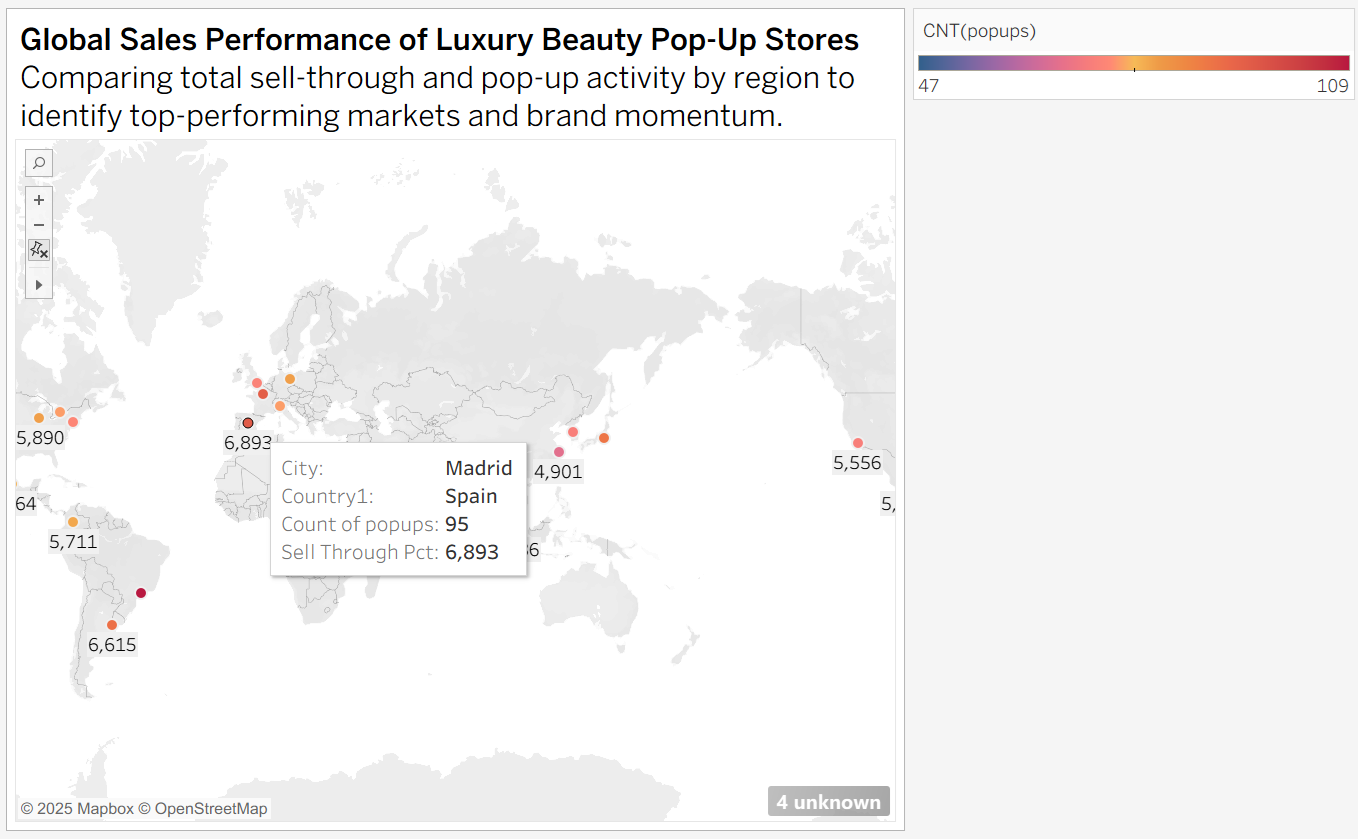 Global Sales Performance of Luxury Beauty Pop-Up Stores
Comparing total sell-through and pop-up activity by region to
identify top-performing markets and brand momentum.
CNT(popups)
47
109
5,890
6,893
4,901
5,556
64
5,
5,711
36
6,615
City: Madrid
Country1: Spain
Count of popups: 95
Sell Through Pct: 6,893
© 2025 Mapbox © OpenStreetMap
4 unknown